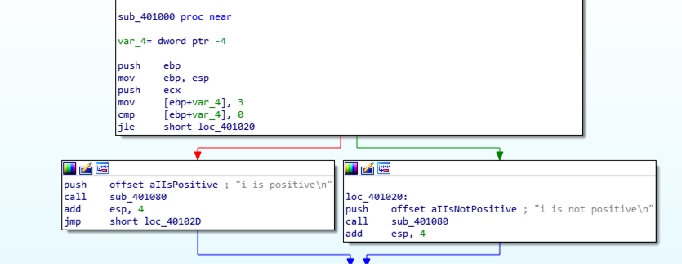 sub_401000 proc near
var_4= dword ptr -4
push ebp
mov ebp, esp
push ecx
mov [ebp+var_4], 3
cmp [ebp+var_4], 0
jle short loc_401020
push offset aIIsPositive ; "i is positive\n"
call sub_401080
add esp, 4
jmp short loc_40102D
loc_401020:
push offset aIIsNotPositive ; "i is not positive\n"
call sub_401080
add esp, 4